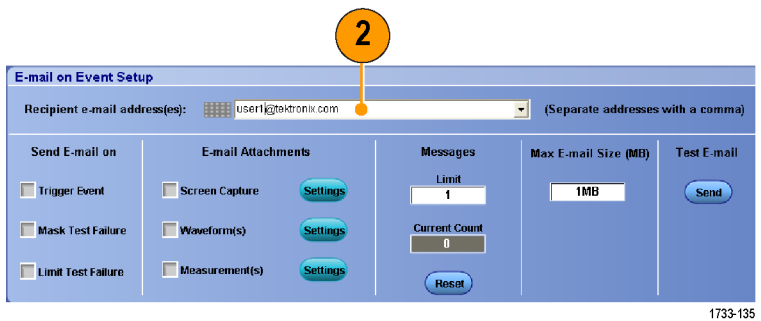 2
E-mail on Event Setup
Recipient e-mail address(es): user1@tektronix.com (Separate addresses with a comma)
Send E-mail on E-mail Attachments Messages Max E-mail Size (MB) Test E-mail
Limit
Trigger Event Screen Capture Settings 1 1MB Send
Mask Test Failure Waveform(s) Settings Current Count
0
Limit Test Failure Measurement(s) Settings Reset
1733-135